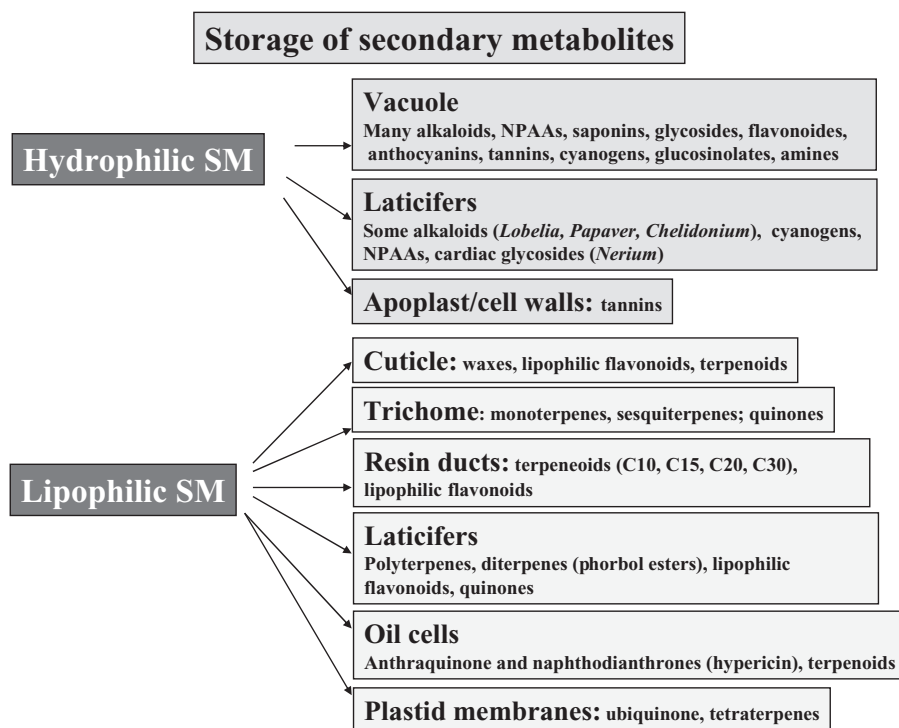 Storage of secondary metabolites
Hydrophilic SM
Vacuole
Many alkaloids, NPAAs, saponins, glycosides, flavonoides,
anthocyanins, tannins, cyanogens, glucosinolates, amines
Laticifers
Some alkaloids (Lobelia, Papaver, Chelidonium), cyanogens,
NPAAs, cardiac glycosides (Nerium)
Apoplast/cell walls: tannins
Lipophilic SM
Cuticle: waxes, lipophilic flavonoids, terpenoids
Trichome: monoterpenes, sesquiterpenes; quinones
Resin ducts: terpeneoids (C10, C15, C20, C30),
lipophilic flavonoids
Laticifers
Polyterpenes, diterpenes (phorbol esters), lipophilic
flavonoids, quinones
Oil cells
Anthraquinone and naphthodianthrones (hypericin), terpenoids
Plastid membranes: ubiquinone, tetraterpenes